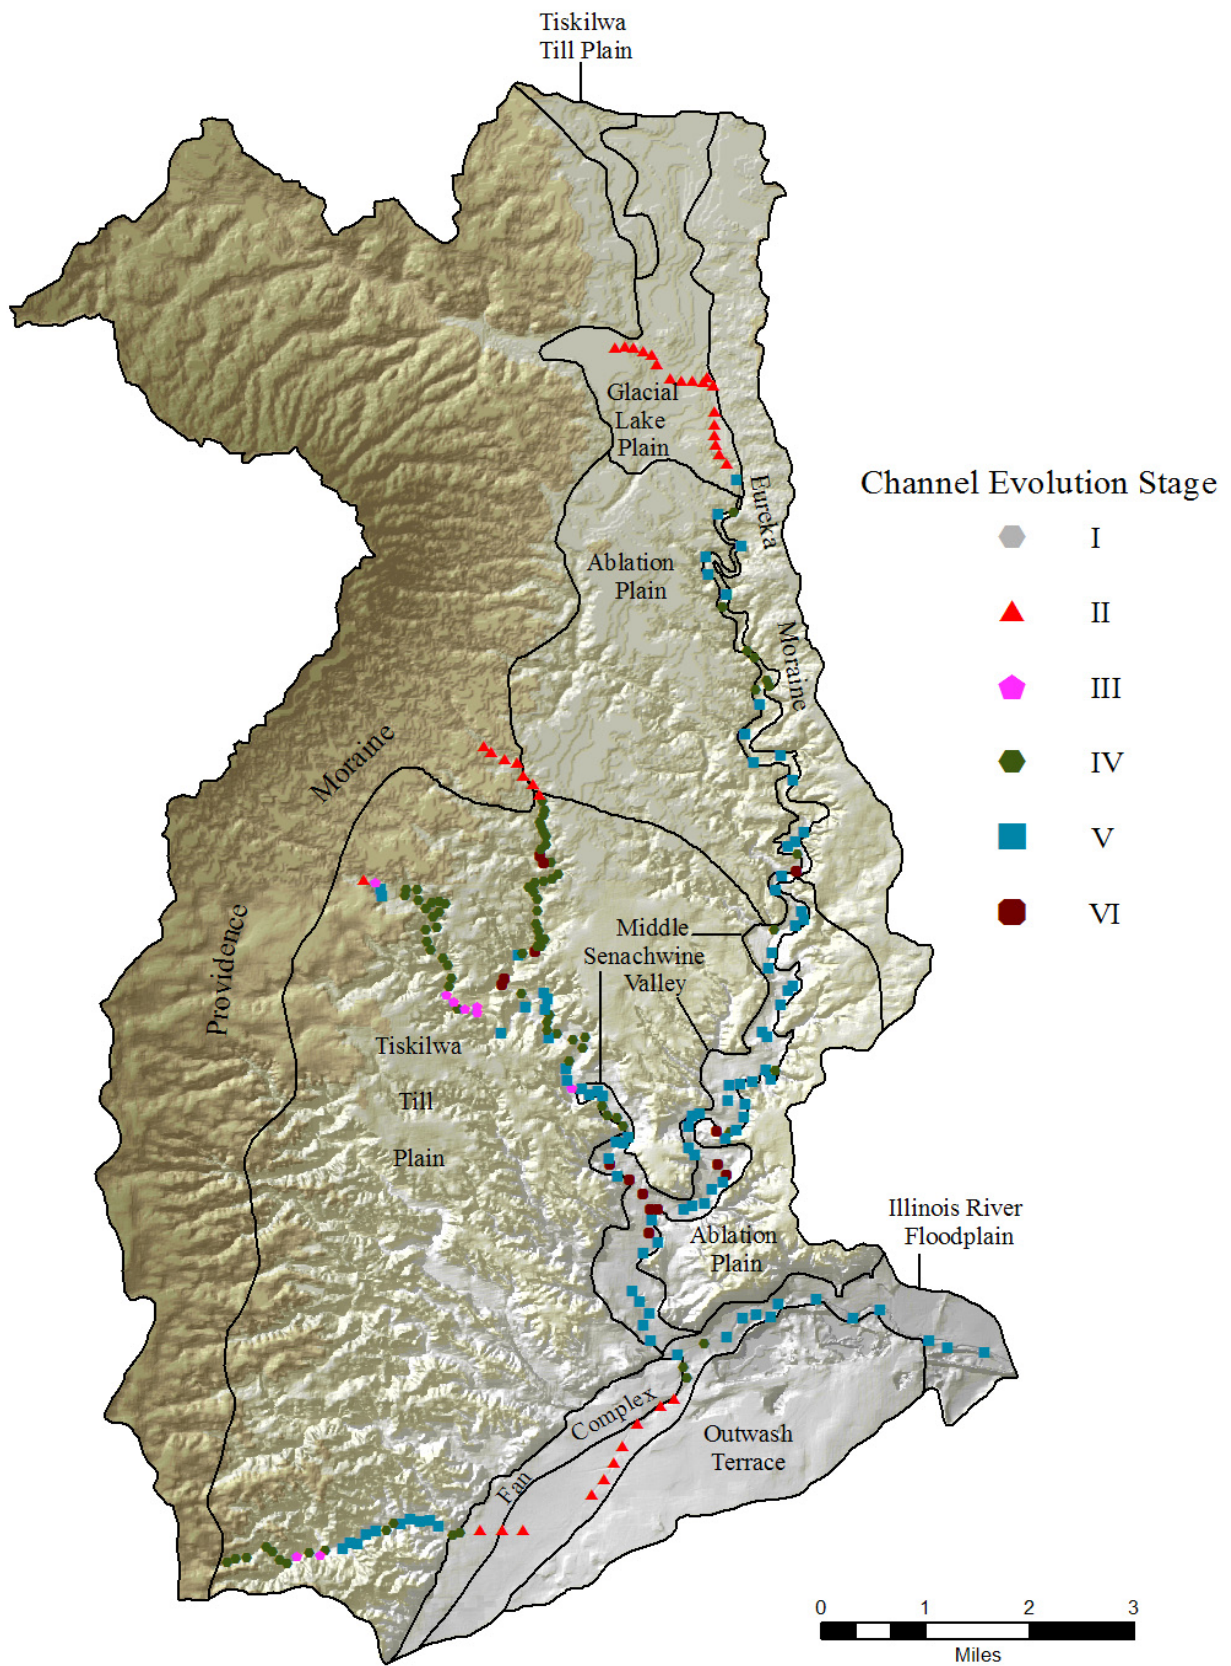 Tiskilwa
Till Plain
Glacial
Lake
Plain
Eureka
Moraine
Ablation
Plain
Channel Evolution Stage
I
II
III
IV
V
VI
Moraine
Providence
Middle
Senachwine
Valley
Tiskilwa
Till
Plain
Illinois River
Floodplain
Ablation
Plain
Fan
Complex
Outwash
Terrace
0 1 2 3
Miles